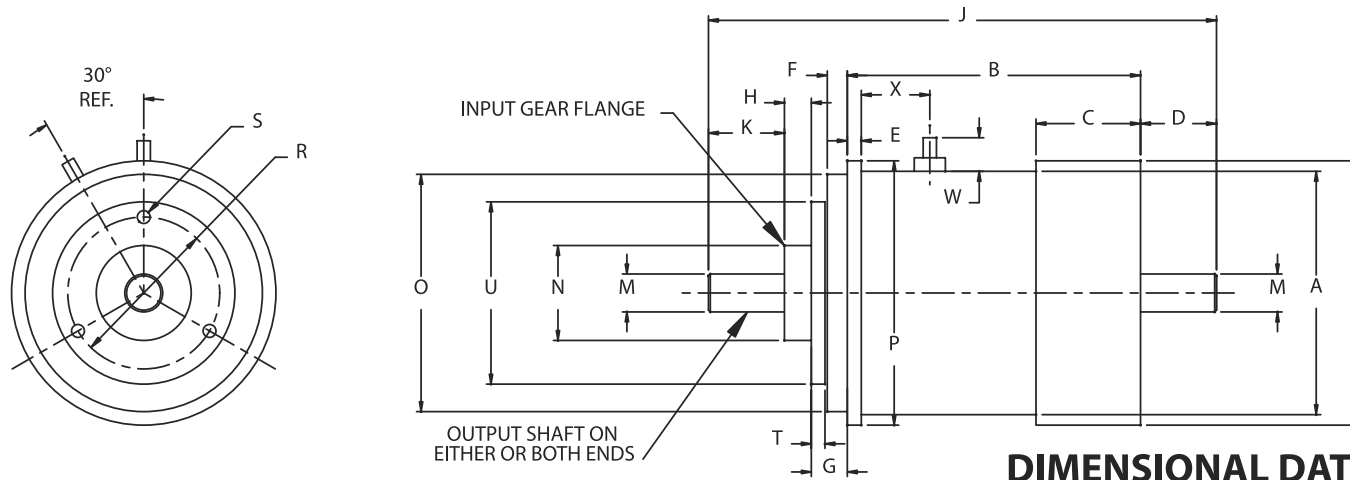 30°
REF.
S
R
J
F
B
H
X
INPUT GEAR FLANGE
K
E
C
D
W
O
U
N
M
M
A
P
OUTPUT SHAFT ON
EITHER OR BOTH ENDS
T
G
DIMENSIONAL DAT